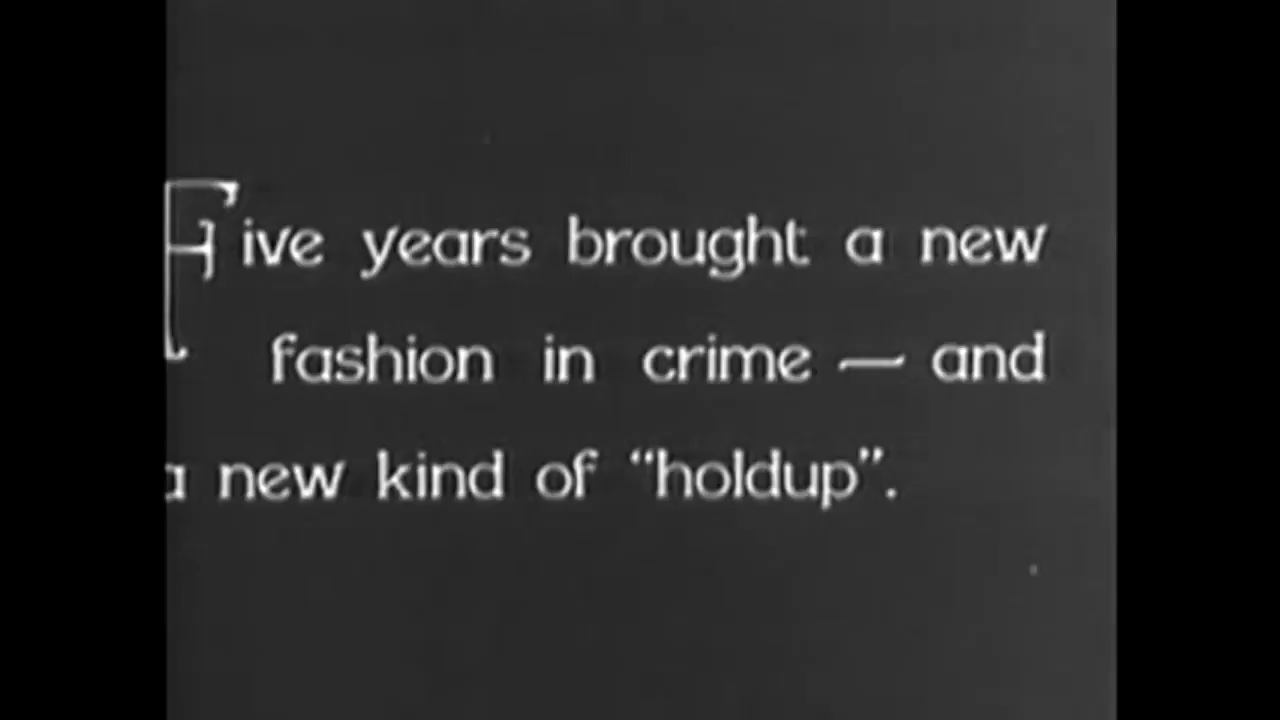 Five years brought a new
fashion in crime — and
a new kind of “holdup”.